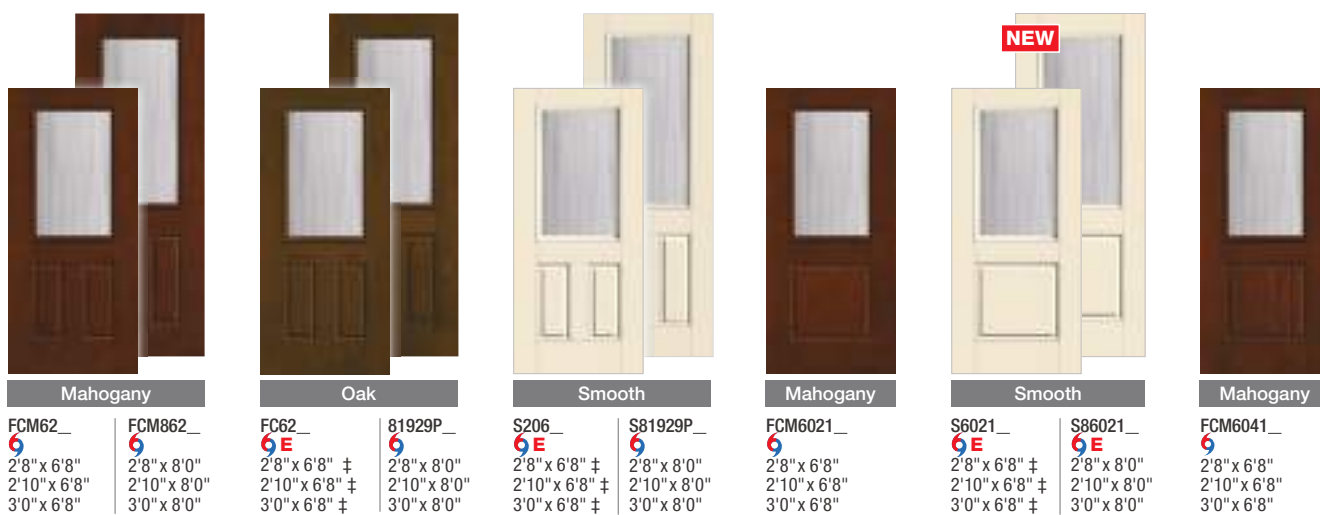 NEW
Mahogany
Oak
Smooth
Mahogany
Smooth
Mahogany
FCM62_
2'8" x 6'8"
2'10" x 6'8"
3'0" x 6'8"
FCM862_
2'8" x 8'0"
2'10" x 8'0"
3'0" x 8'0"
FC62_
E
2'8" x 6'8" ‡
2'10" x 6'8" ‡
3'0" x 6'8" ‡
81929P_
2'8" x 8'0"
2'10" x 8'0"
3'0" x 8'0"
S206_
E
2'8" x 6'8" ‡
2'10" x 6'8" ‡
3'0" x 6'8" ‡
S81929P_
2'8" x 8'0"
2'10" x 8'0"
3'0" x 8'0"
FCM6021_
2'8" x 6'8"
2'10" x 6'8"
3'0" x 6'8"
S6021_
E
2'8" x 6'8" ‡
2'10" x 6'8" ‡
3'0" x 6'8" ‡
S86021_
E
2'8" x 8'0"
2'10" x 8'0"
3'0" x 8'0"
FCM6041_
2'8" x 6'8"
2'10" x 6'8"
3'0" x 6'8"